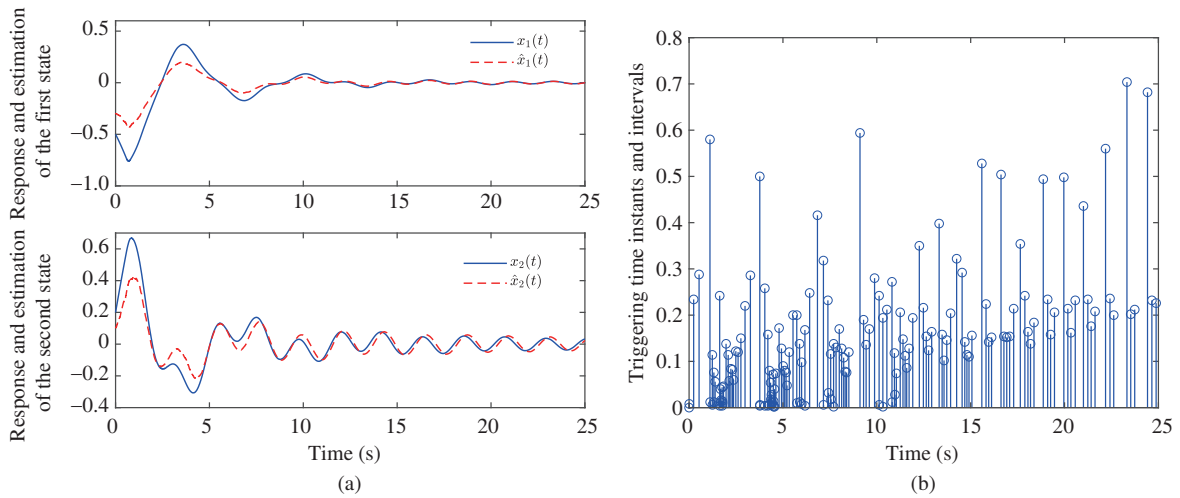 Response and estimation
of the first state
0.5
0
−0.5
−1.0
x₁(t)
x̂₁(t)
0
5
10
15
20
25
Response and estimation
of the second state
0.6
0.4
0.2
0
−0.2
−0.4
x₂(t)
x̂₂(t)
0
5
10
15
20
25
Time (s)
(a)
Triggering time instants and intervals
0.8
0.7
0.6
0.5
0.4
0.3
0.2
0.1
0
0
5
10
15
20
25
Time (s)
(b)